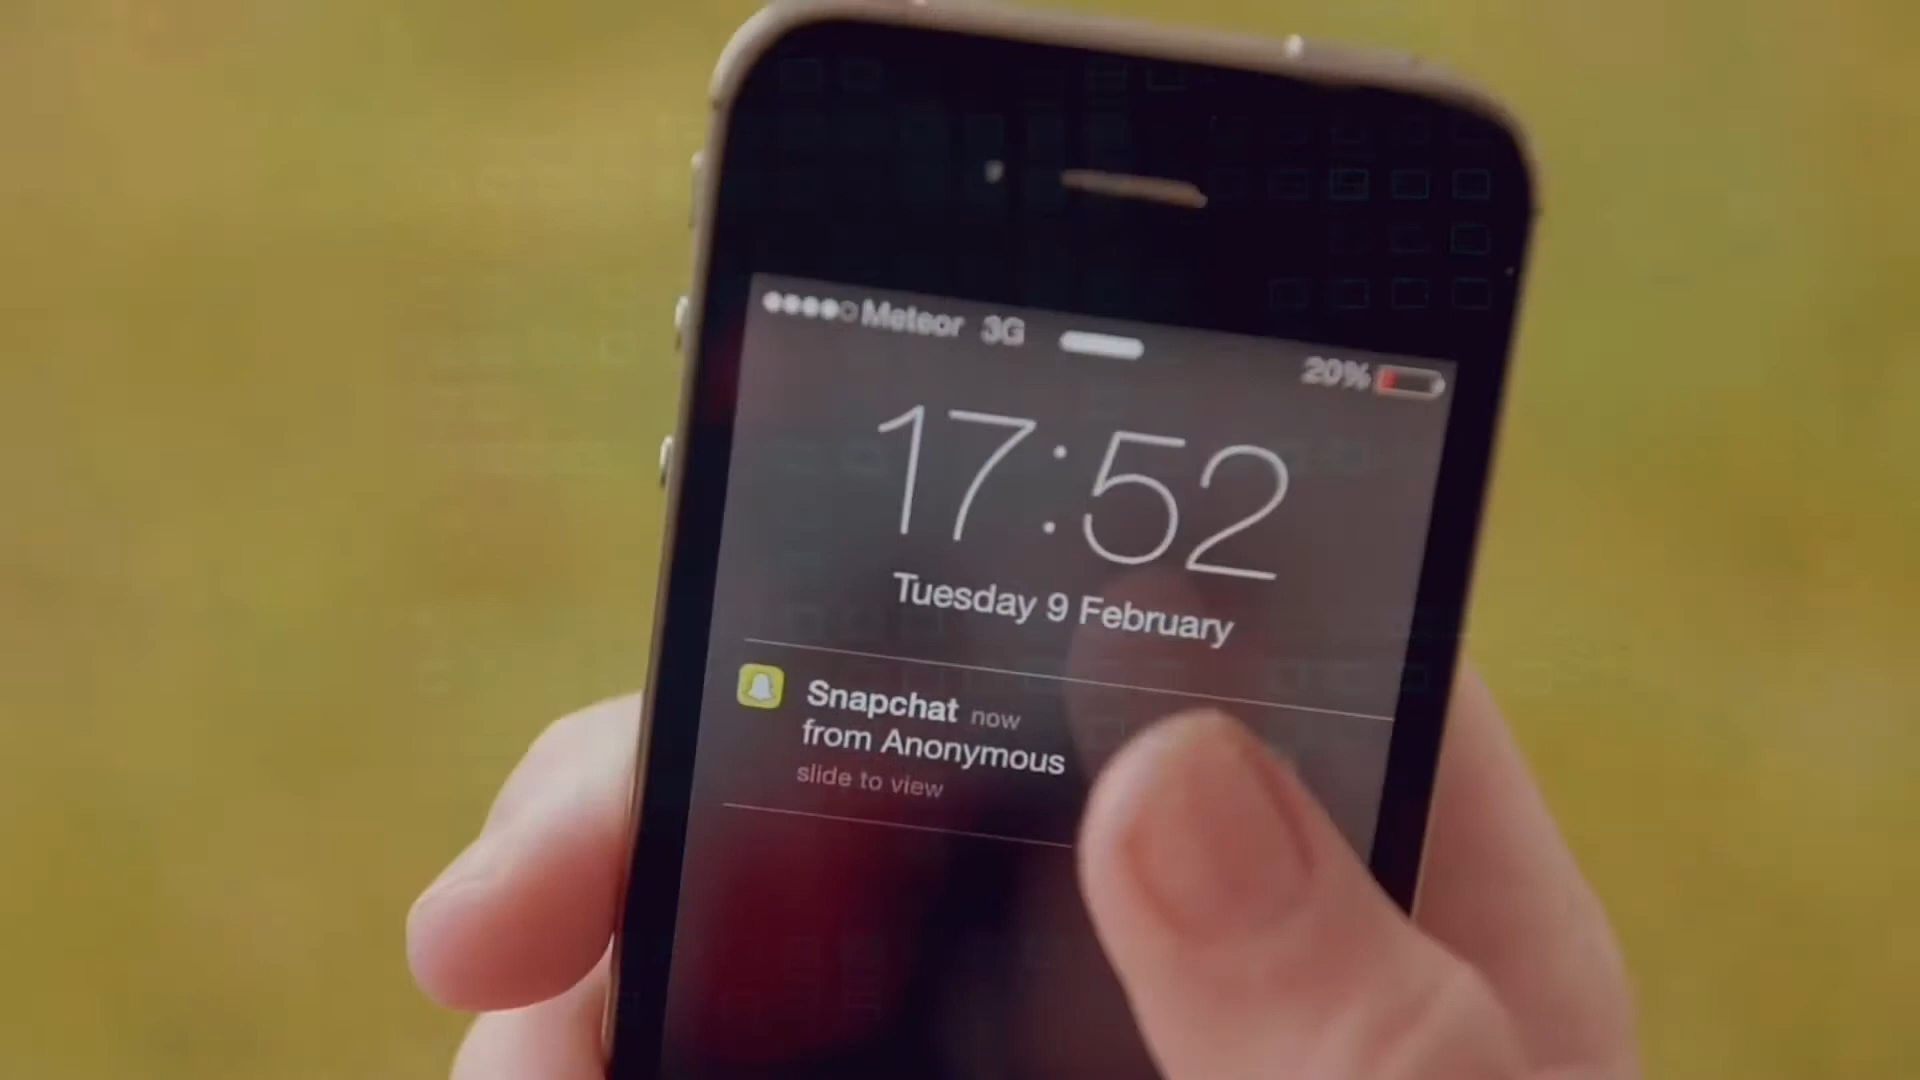 Meteor 3G 20%
17:52
Tuesday 9 February
Snapchat now
from Anonymous
slide to view